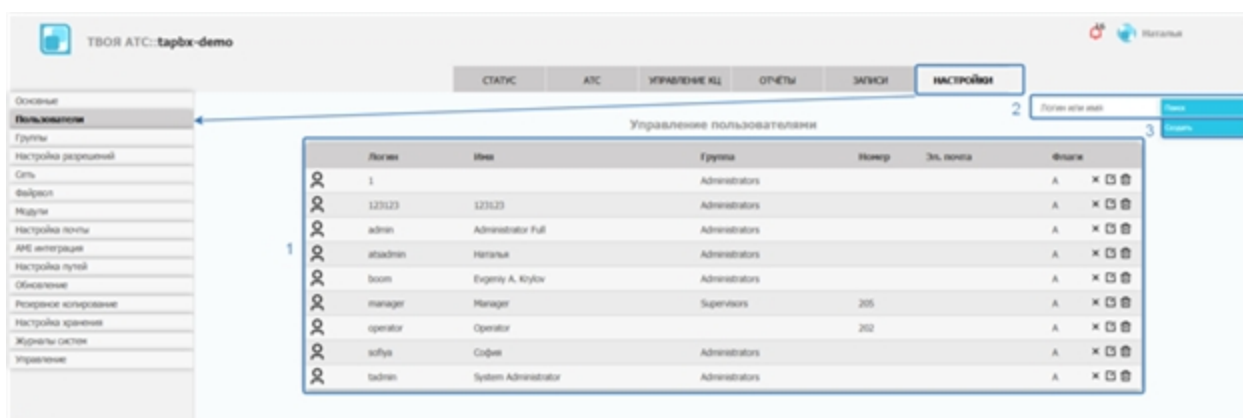 ТВОЯ АТС::tapbx-demo
16
Наталья
СТАТУС АТС УПРАВЛЕНИЕ КЦ ОТЧЁТЫ ЗАПИСИ НАСТРОЙКИ
Основные
Пользователи
Группы
Настройка разрешений
Сеть
Файрвол
Модули
Настройка почты
AMI интеграция
Настройка путей
Обновление
Резервное копирование
Настройка хранения
Журналы систем
Управление
2 Логин или имя Поиск
3 Создать
Управление пользователями
1
Логин Имя Группа Номер Эл. почта Флаги
1 Administrators A
123123 123123 Administrators A
admin Administrator Full Administrators A
atsadmin Наталья Administrators A
boom Evgeniy A. Krylov Administrators A
manager Manager Supervisors 205 A
operator Operator 202 A
sofiya София Administrators A
tadmin System Administrator Administrators A